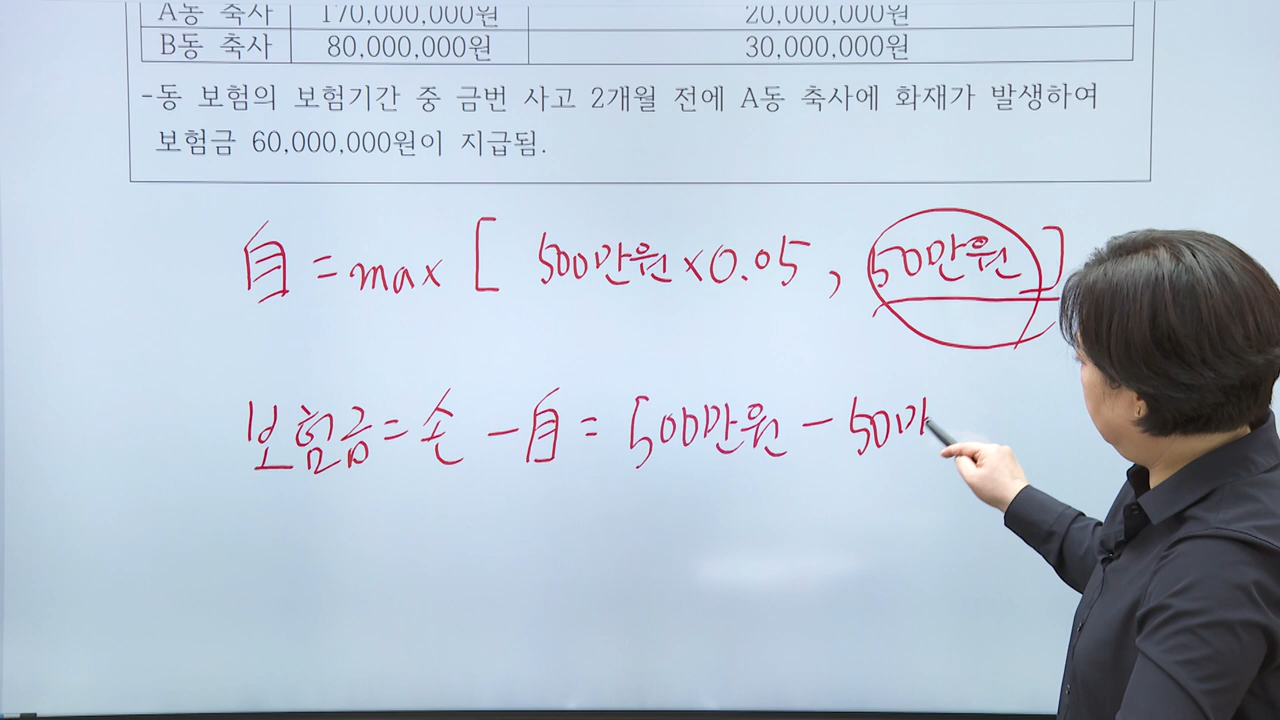 A동 축사 170,000,000원 20,000,000원
B동 축사 80,000,000원 30,000,000원
-동 보험의 보험기간 중 금번 사고 2개월 전에 A동 축사에 화재가 발생하여
보험금 60,000,000원이 지급됨.
自 = max [ 500만원 × 0.05 , 50만원 ]
보험금 = 손 - 自 = 500만원 - 50마